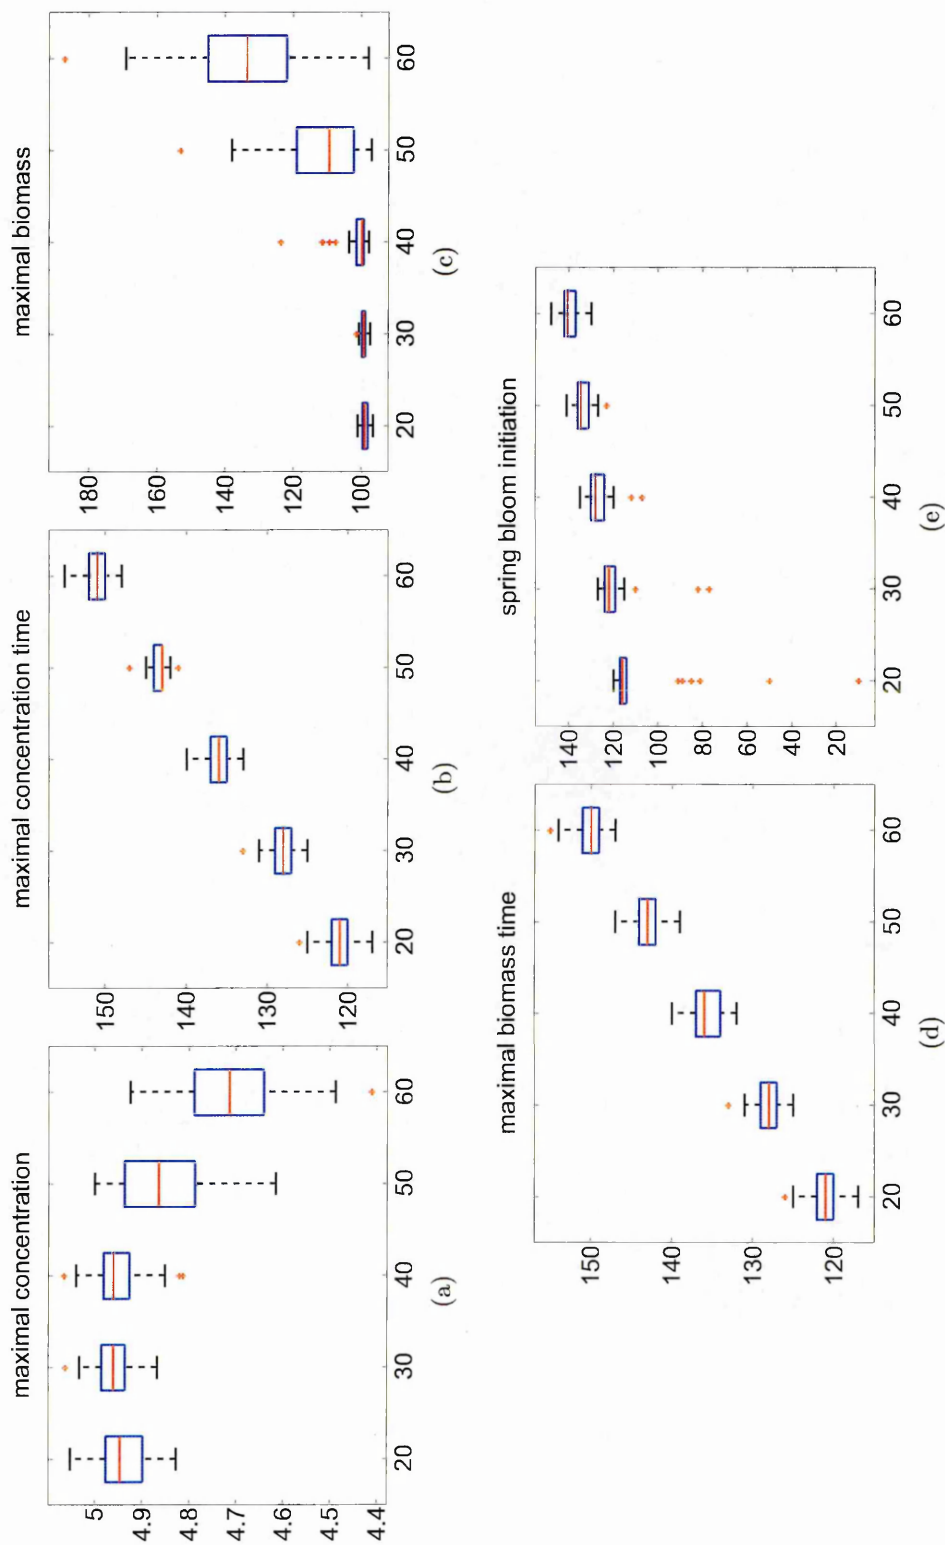 maximal concentration
5
4.9
4.8
4.7
4.6
4.5
4.4
20 30 40 50 60
(a)
maximal concentration time
150
140
130
120
20 30 40 50 60
(b)
maximal biomass
180
160
140
120
100
20 30 40 50 60
(c)
maximal biomass time
150
140
130
120
20 30 40 50 60
(d)
spring bloom initiation
140
120
100
80
60
40
20
20 30 40 50 60
(e)